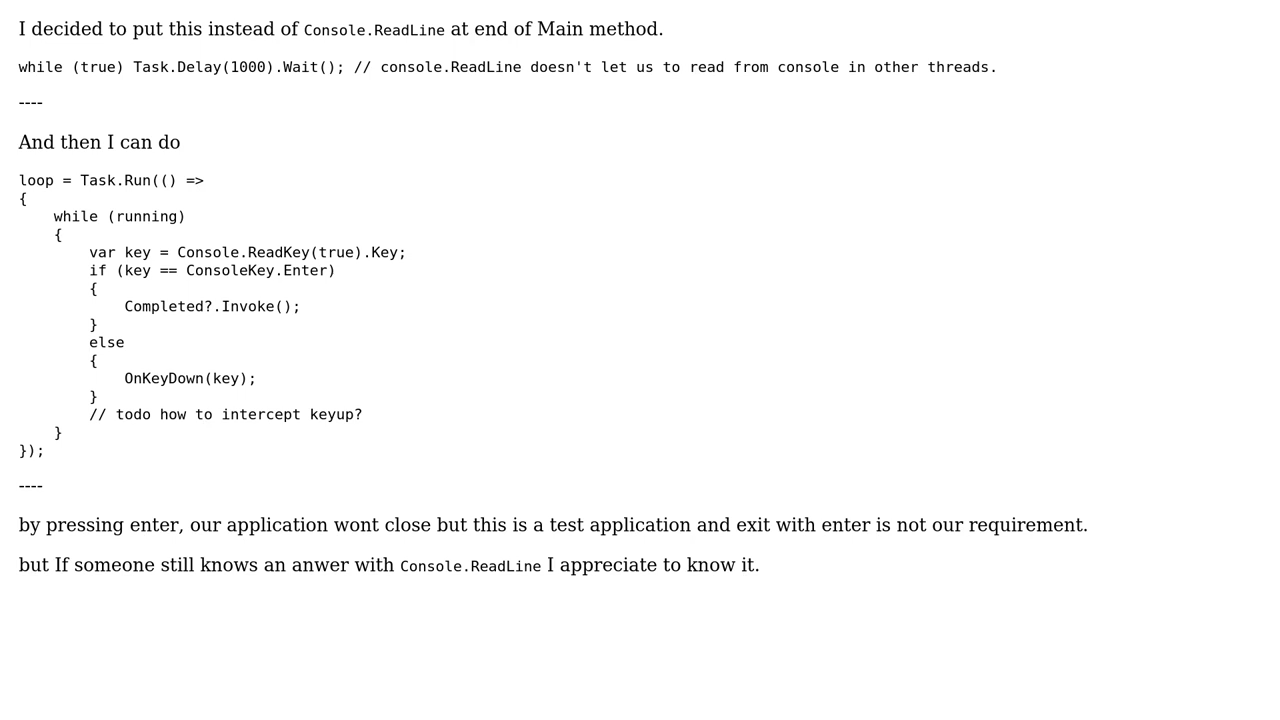 I decided to put this instead of Console.ReadLine at end of Main method.
while (true) Task.Delay(1000).Wait(); // console.ReadLine doesn't let us to read from console in other threads.
----
And then I can do
loop = Task.Run(() =>
{
    while (running)
    {
        var key = Console.ReadKey(true).Key;
        if (key == ConsoleKey.Enter)
        {
            Completed?.Invoke();
        }
        else
        {
            OnKeyDown(key);
        }
        // todo how to intercept keyup?
    }
});
----
by pressing enter, our application wont close but this is a test application and exit with enter is not our requirement.
but If someone still knows an anwer with Console.ReadLine I appreciate to know it.